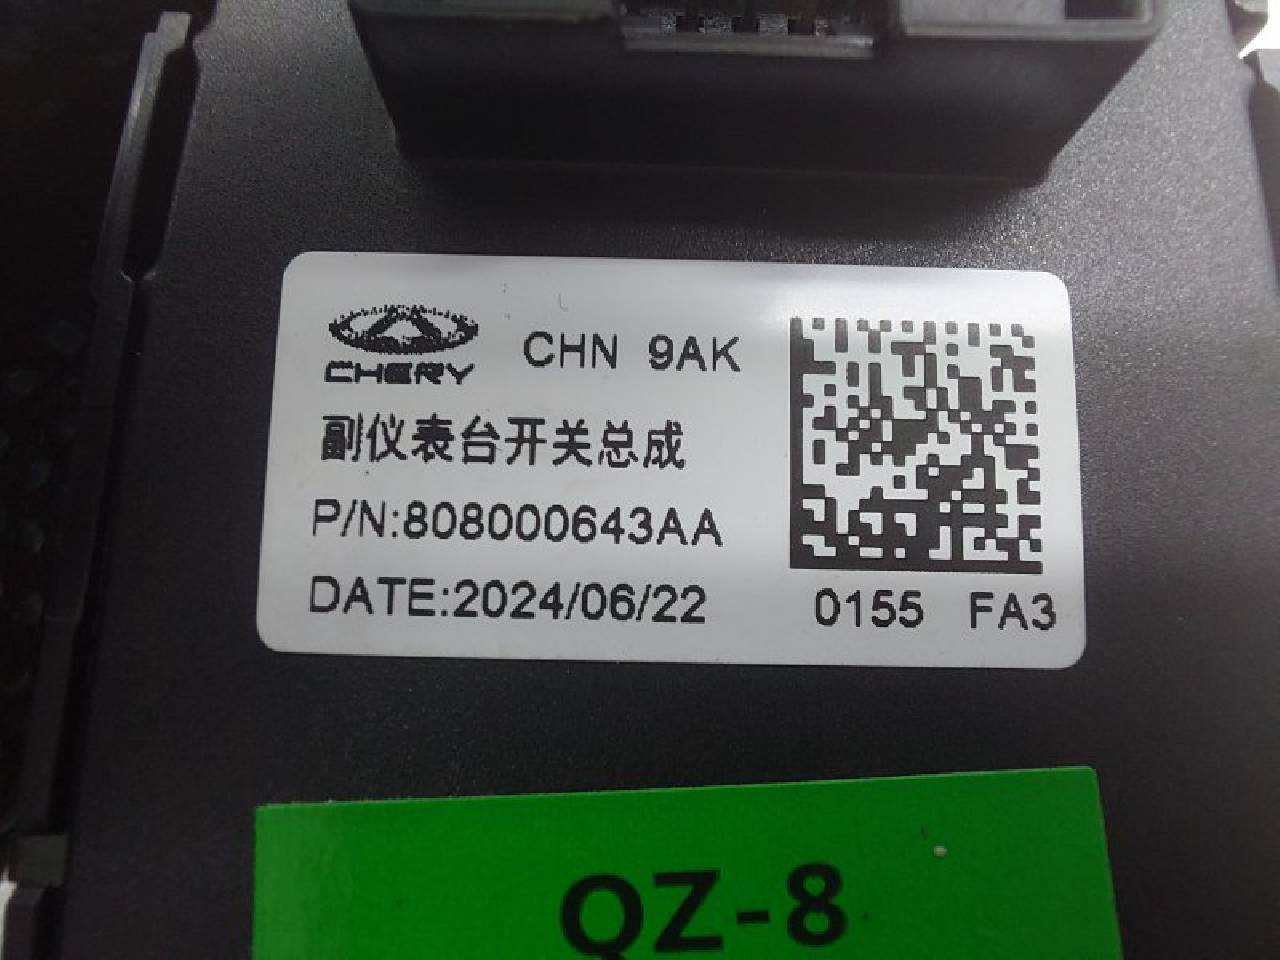 CHERY
CHN 9AK
副仪表台开关总成
P/N:808000643AA
DATE:2024/06/22
0155 FA3
QZ-8